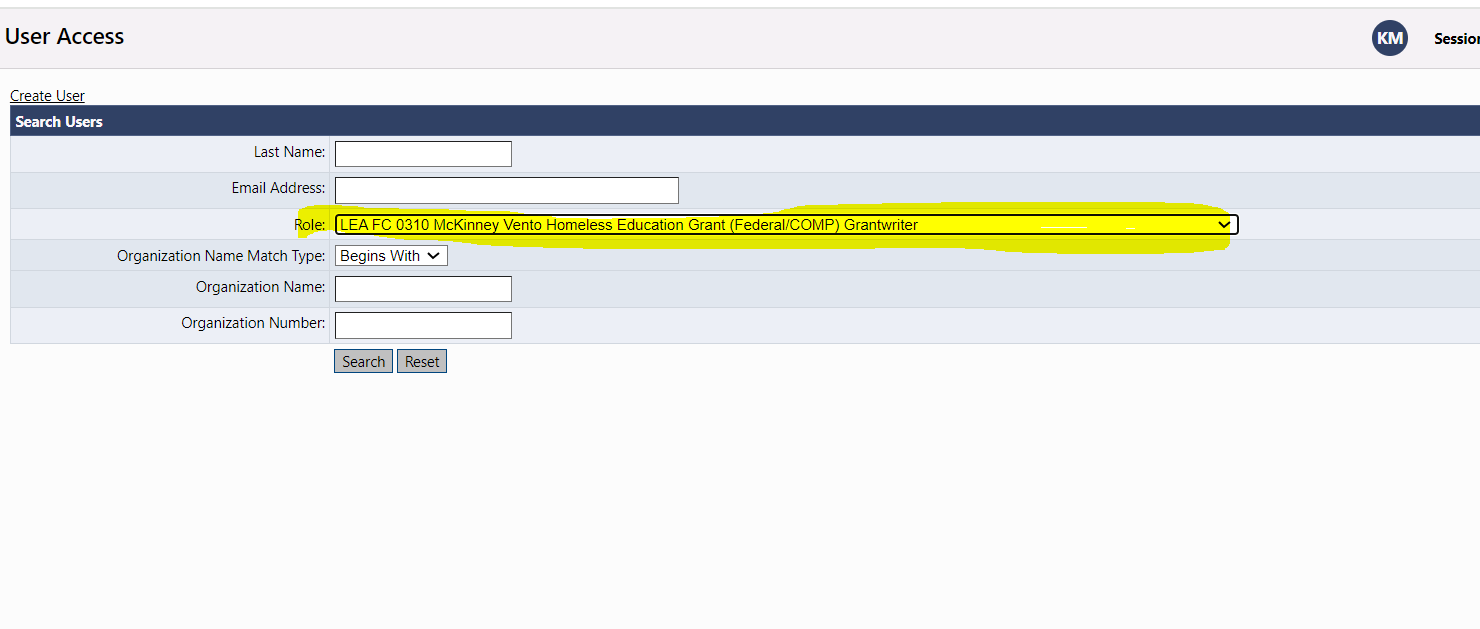 User Access
KM Session
Create User
Search Users
Last Name:
Email Address:
Role: LEA FC 0310 McKinney Vento Homeless Education Grant (Federal/COMP) Grantwriter
Organization Name Match Type: Begins With
Organization Name:
Organization Number:
Search Reset